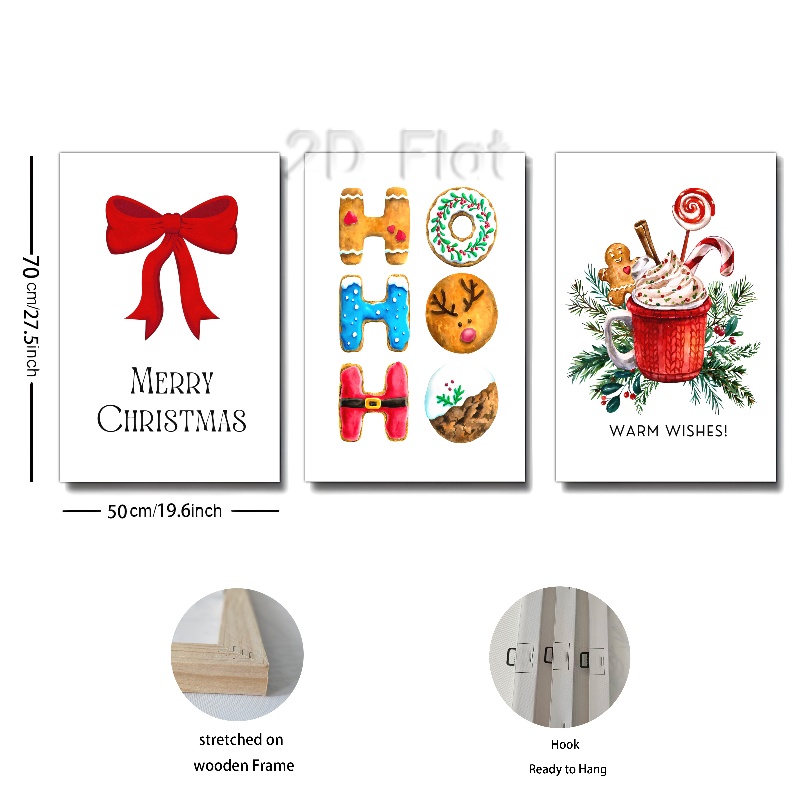 2D Flat
MERRY
CHRISTMAS
HO
HO
HO
WARM WISHES!
70cm/27.5inch
50cm/19.6inch
stretched on
wooden Frame
Hook
Ready to Hang